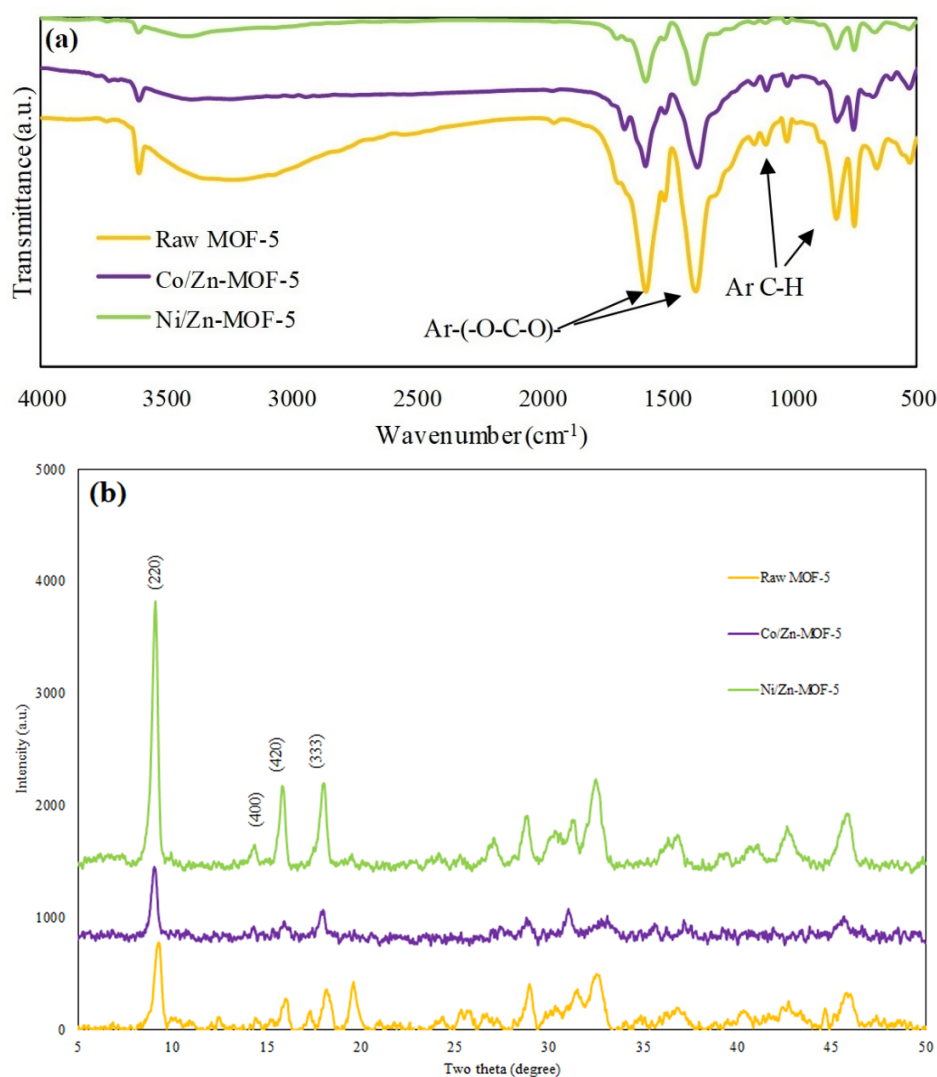 (a)
Transmittance (a.u.)
Raw MOF-5
Co/Zn-MOF-5
Ni/Zn-MOF-5
Ar-(-O-C-O)-
Ar C-H
4000 3500 3000 2500 2000 1500 1000 500
Wavenumber (cm⁻¹)
(b)
5000
4000
3000
2000
1000
0
Intencity (a.u.)
(220)
(400)
(420)
(333)
Raw MOF-5
Co/Zn-MOF-5
Ni/Zn-MOF-5
5 10 15 20 25 30 35 40 45 50
Two theta (degree)